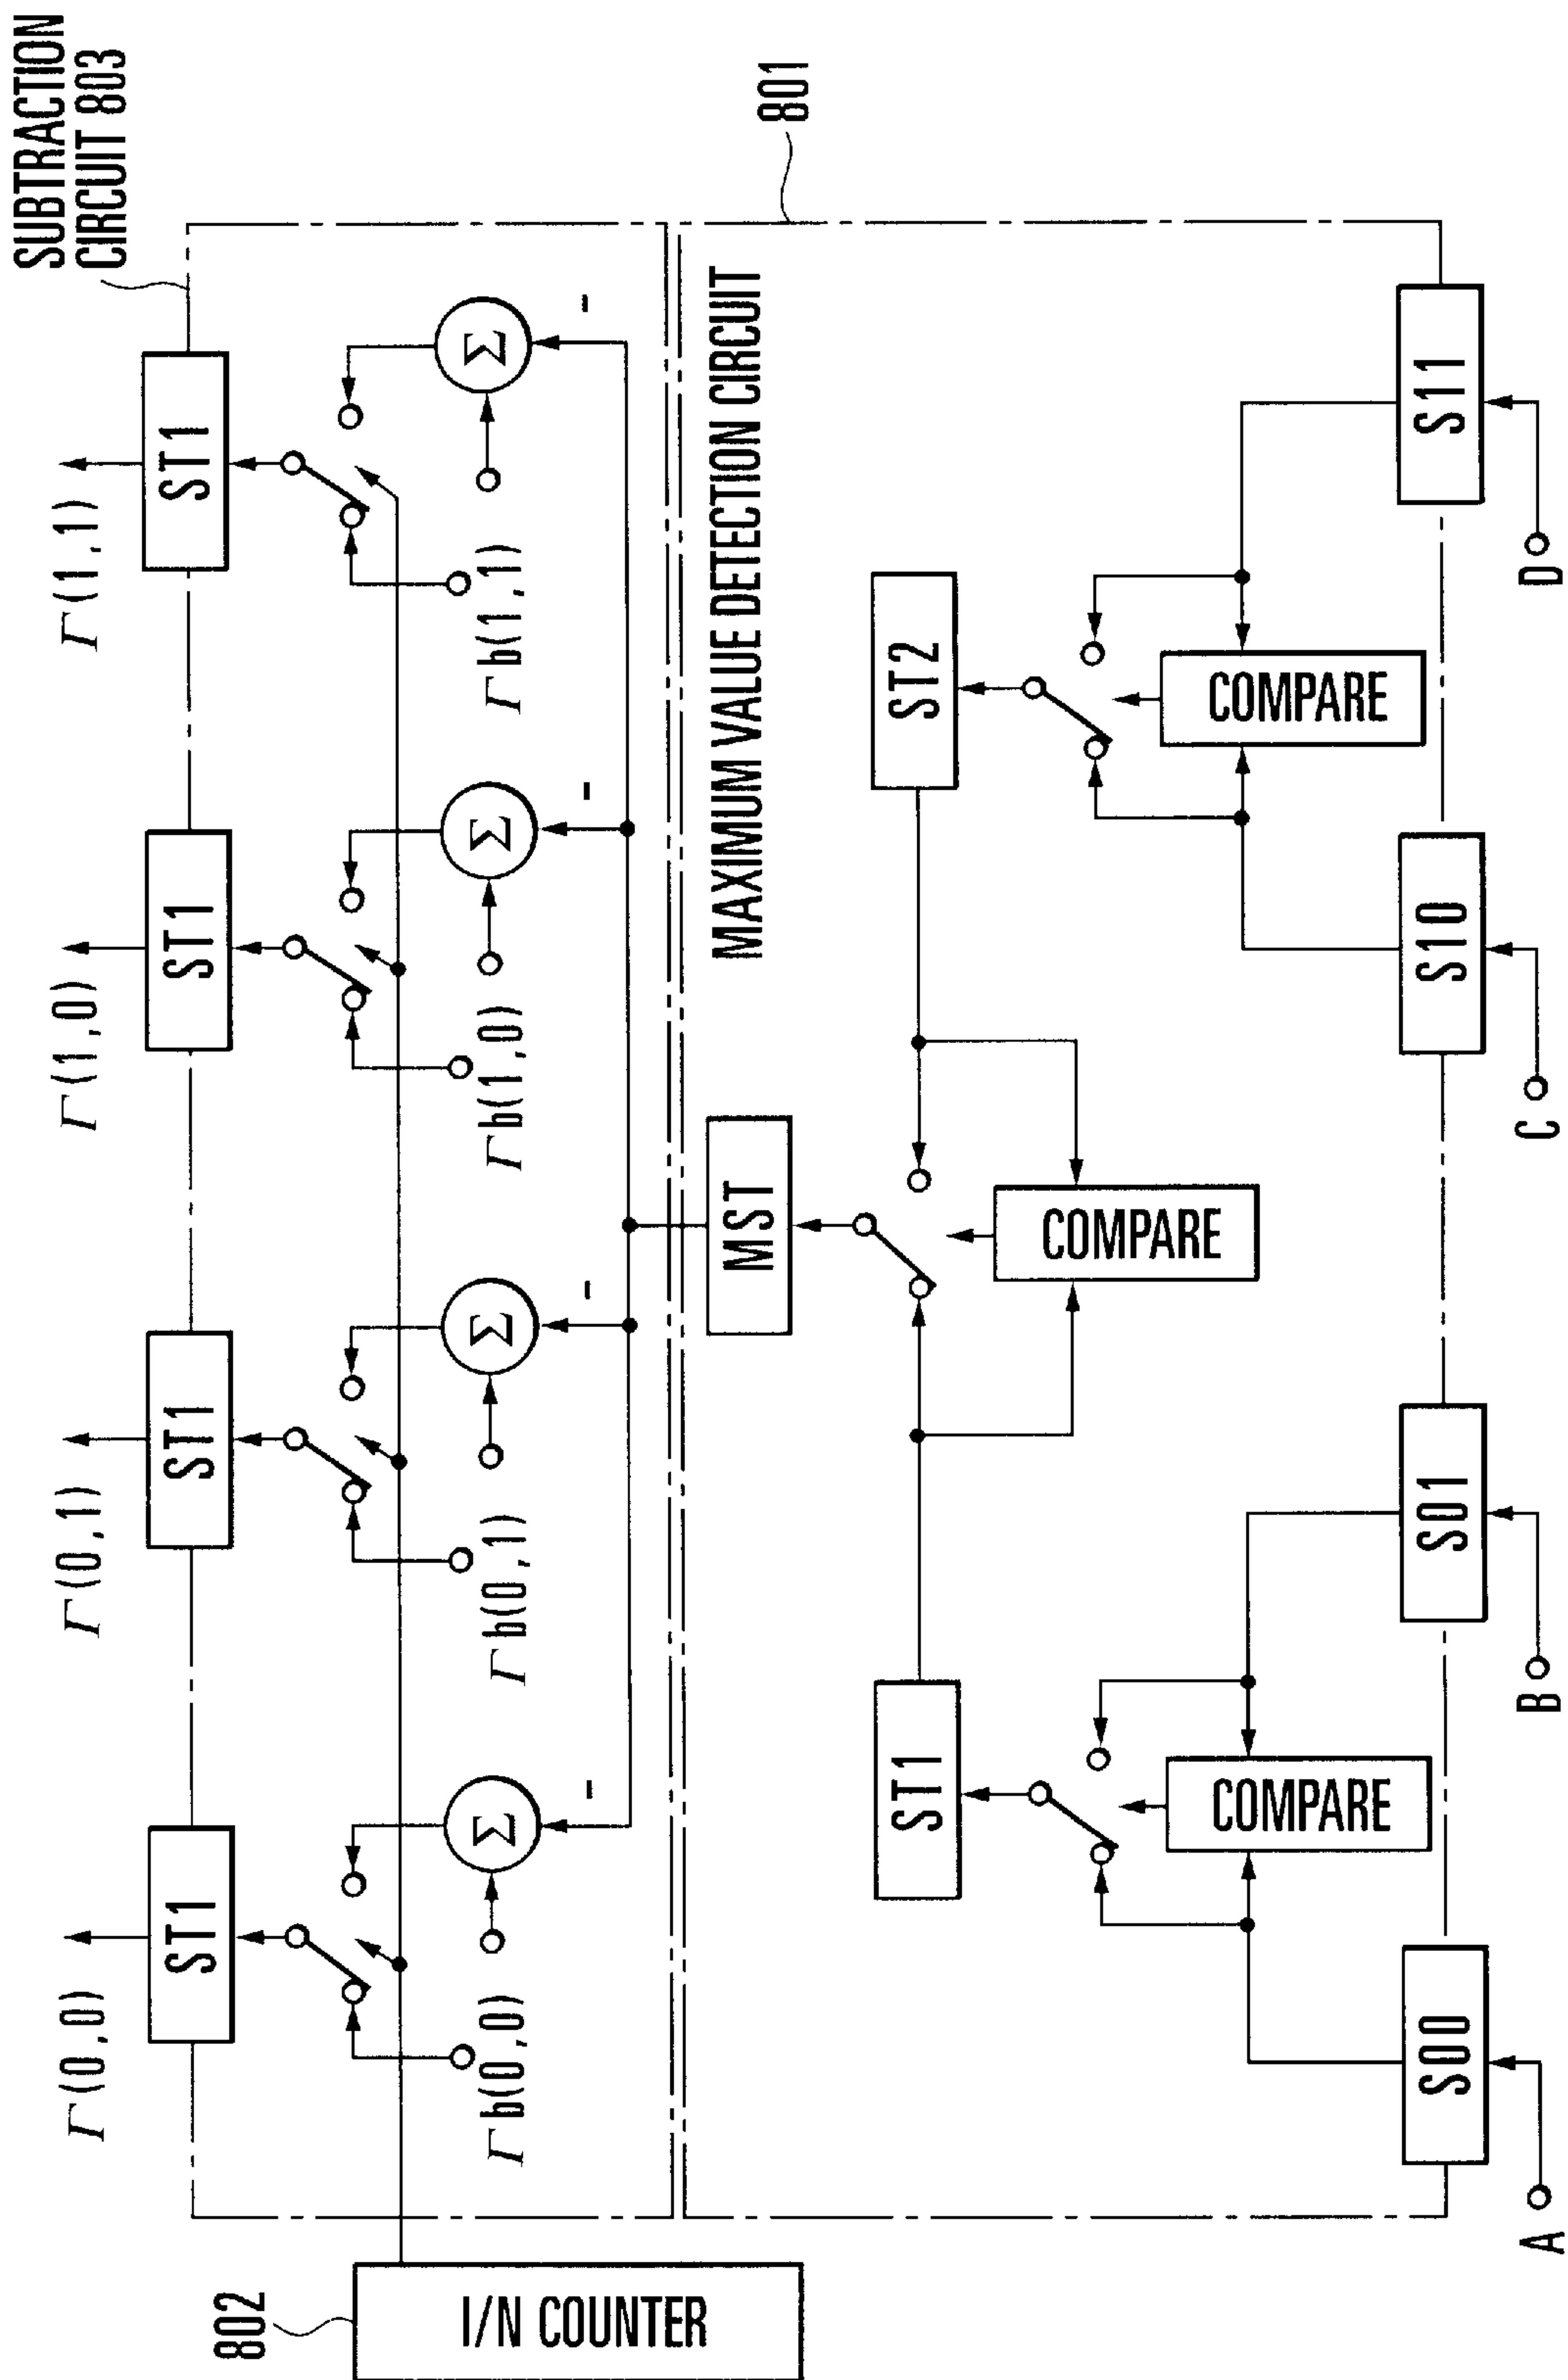 SUBTRACTION
CIRCUIT 803
Γ(0,0)
Γ(0,1)
Γ(1,0)
Γ(1,1)
ST1
ST1
ST1
ST1
Γb(0,0)
Γb(0,1)
Γb(1,0)
Γb(1,1)
Σ
Σ
Σ
Σ
−
−
−
−
802
I/N COUNTER
801
MAXIMUM VALUE DETECTION CIRCUIT
MST
ST1
ST2
COMPARE
COMPARE
COMPARE
S00
S01
S10
S11
A
B
C
D